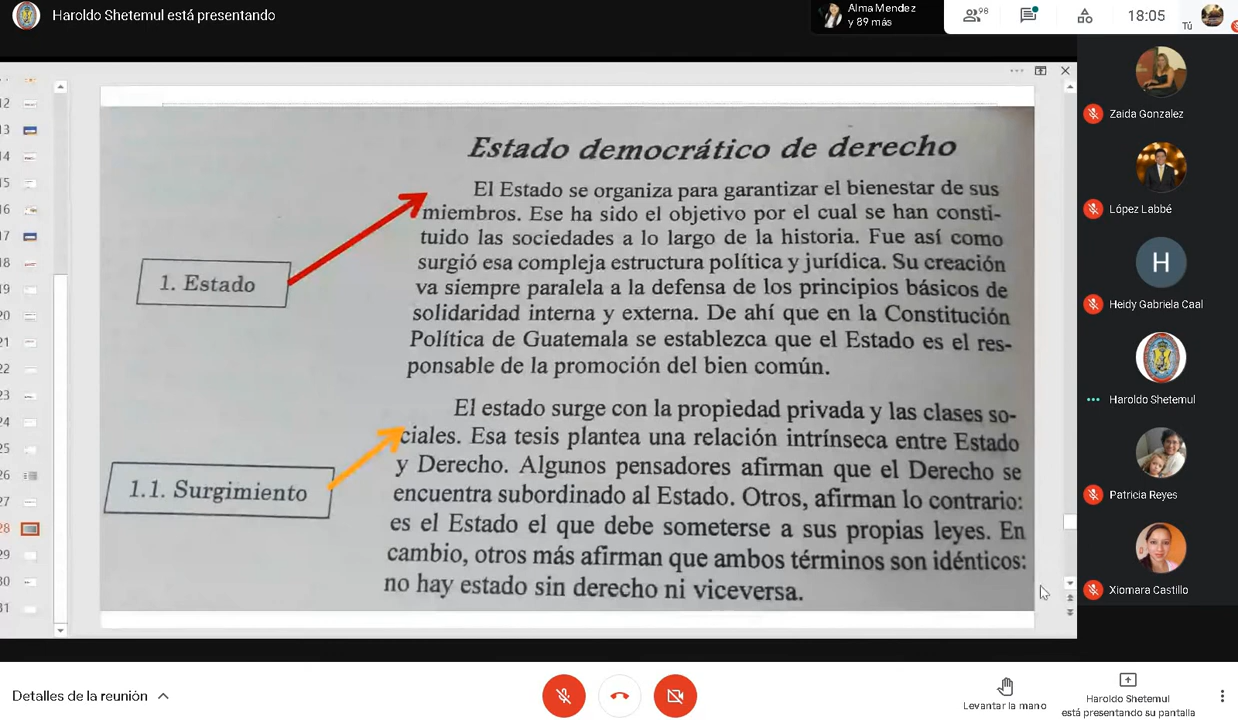 Haroldo Shetemul está presentando
Alma Mendez
y 89 más
98
18:05
Tú
12
13
14
15
16
17
18
19
20
21
22
23
24
25
26
27
28
29
30
31
Estado democrático de derecho
1. Estado
El Estado se organiza para garantizar el bienestar de sus
miembros. Ese ha sido el objetivo por el cual se han consti-
tuido las sociedades a lo largo de la historia. Fue así como
surgió esa compleja estructura política y jurídica. Su creación
va siempre paralela a la defensa de los principios básicos de
solidaridad interna y externa. De ahí que en la Constitución
Política de Guatemala se establezca que el Estado es el res-
ponsable de la promoción del bien común.
1.1. Surgimiento
El estado surge con la propiedad privada y las clases so-
ciales. Esa tesis plantea una relación intrínseca entre Estado
y Derecho. Algunos pensadores afirman que el Derecho se
encuentra subordinado al Estado. Otros, afirman lo contrario:
es el Estado el que debe someterse a sus propias leyes. En
cambio, otros más afirman que ambos términos son idénticos:
no hay estado sin derecho ni viceversa.
Zaida Gonzalez
López Labbé
H
Heidy Gabriela Caal
Haroldo Shetemul
Patricia Reyes
Xiomara Castillo
Detalles de la reunión
Levantar la mano
Haroldo Shetemul
está presentando su pantalla